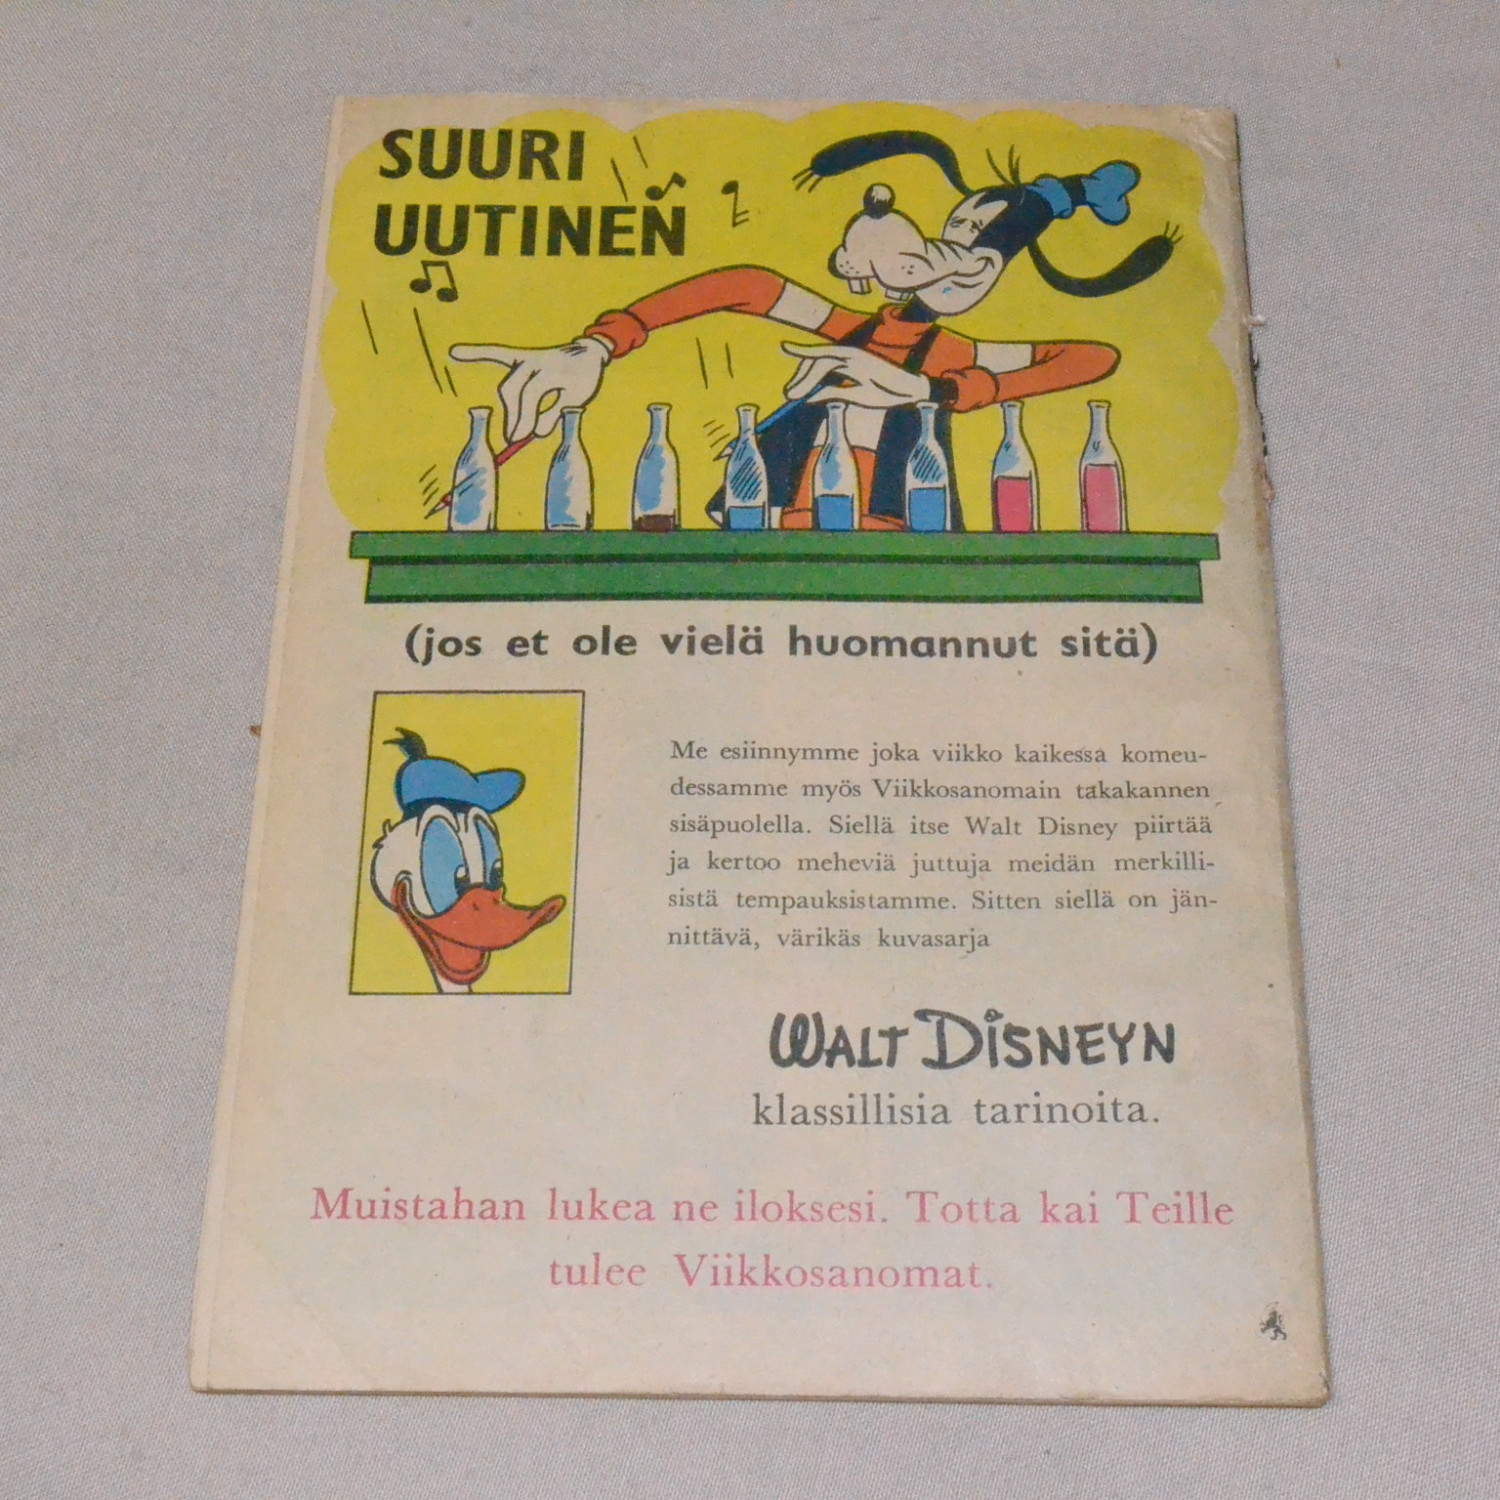 SUURI
UUTINEN
(jos et ole vielä huomannut sitä)
Me esiinnymme joka viikko kaikessa komeu-
dessamme myös Viikkosanomain takakannen
sisäpuolella. Siellä itse Walt Disney piirtää
ja kertoo meheviä juttuja meidän merkilli-
sistä tempauksistamme. Sitten siellä on jän-
nittävä, värikäs kuvasarja
WALT DISNEYN
klassillisia tarinoita.
Muistahan lukea ne iloksesi. Totta kai Teille
tulee Viikkosanomat.